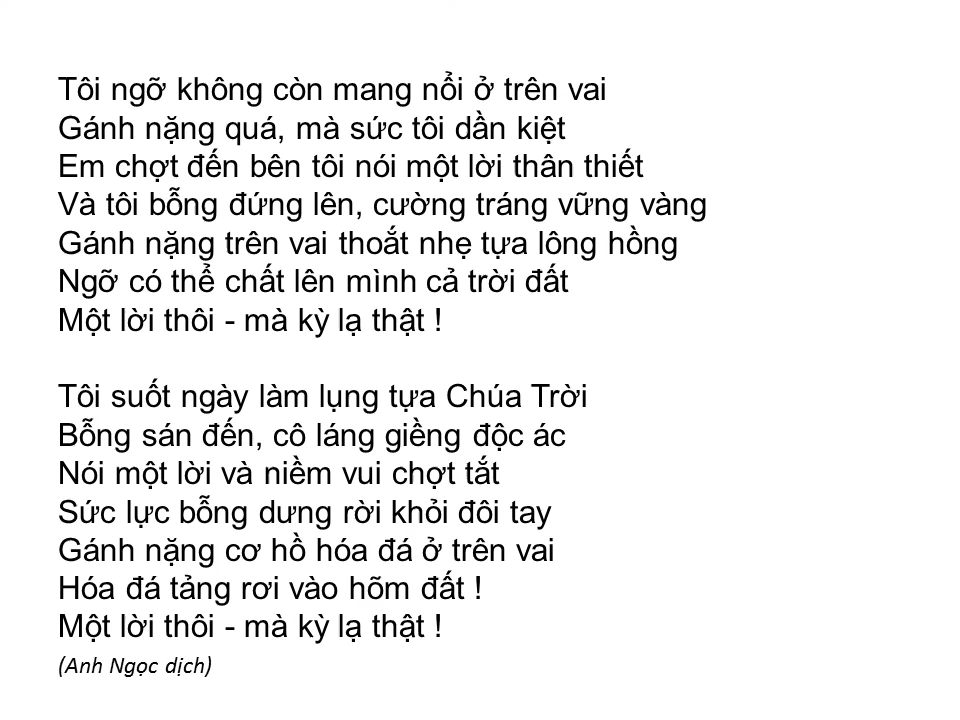 Tôi ngỡ không còn mang nổi ở trên vai
Gánh nặng quá, mà sức tôi dần kiệt
Em chợt đến bên tôi nói một lời thân thiết
Và tôi bỗng đứng lên, cường tráng vững vàng
Gánh nặng trên vai thoắt nhẹ tựa lông hồng
Ngỡ có thể chất lên mình cả trời đất
Một lời thôi - mà kỳ lạ thật !
Tôi suốt ngày làm lụng tựa Chúa Trời
Bỗng sán đến, cô láng giềng độc ác
Nói một lời và niềm vui chợt tắt
Sức lực bỗng dưng rời khỏi đôi tay
Gánh nặng cơ hồ hóa đá ở trên vai
Hóa đá tảng rơi vào hõm đất !
Một lời thôi - mà kỳ lạ thật !
(Anh Ngọc dịch)